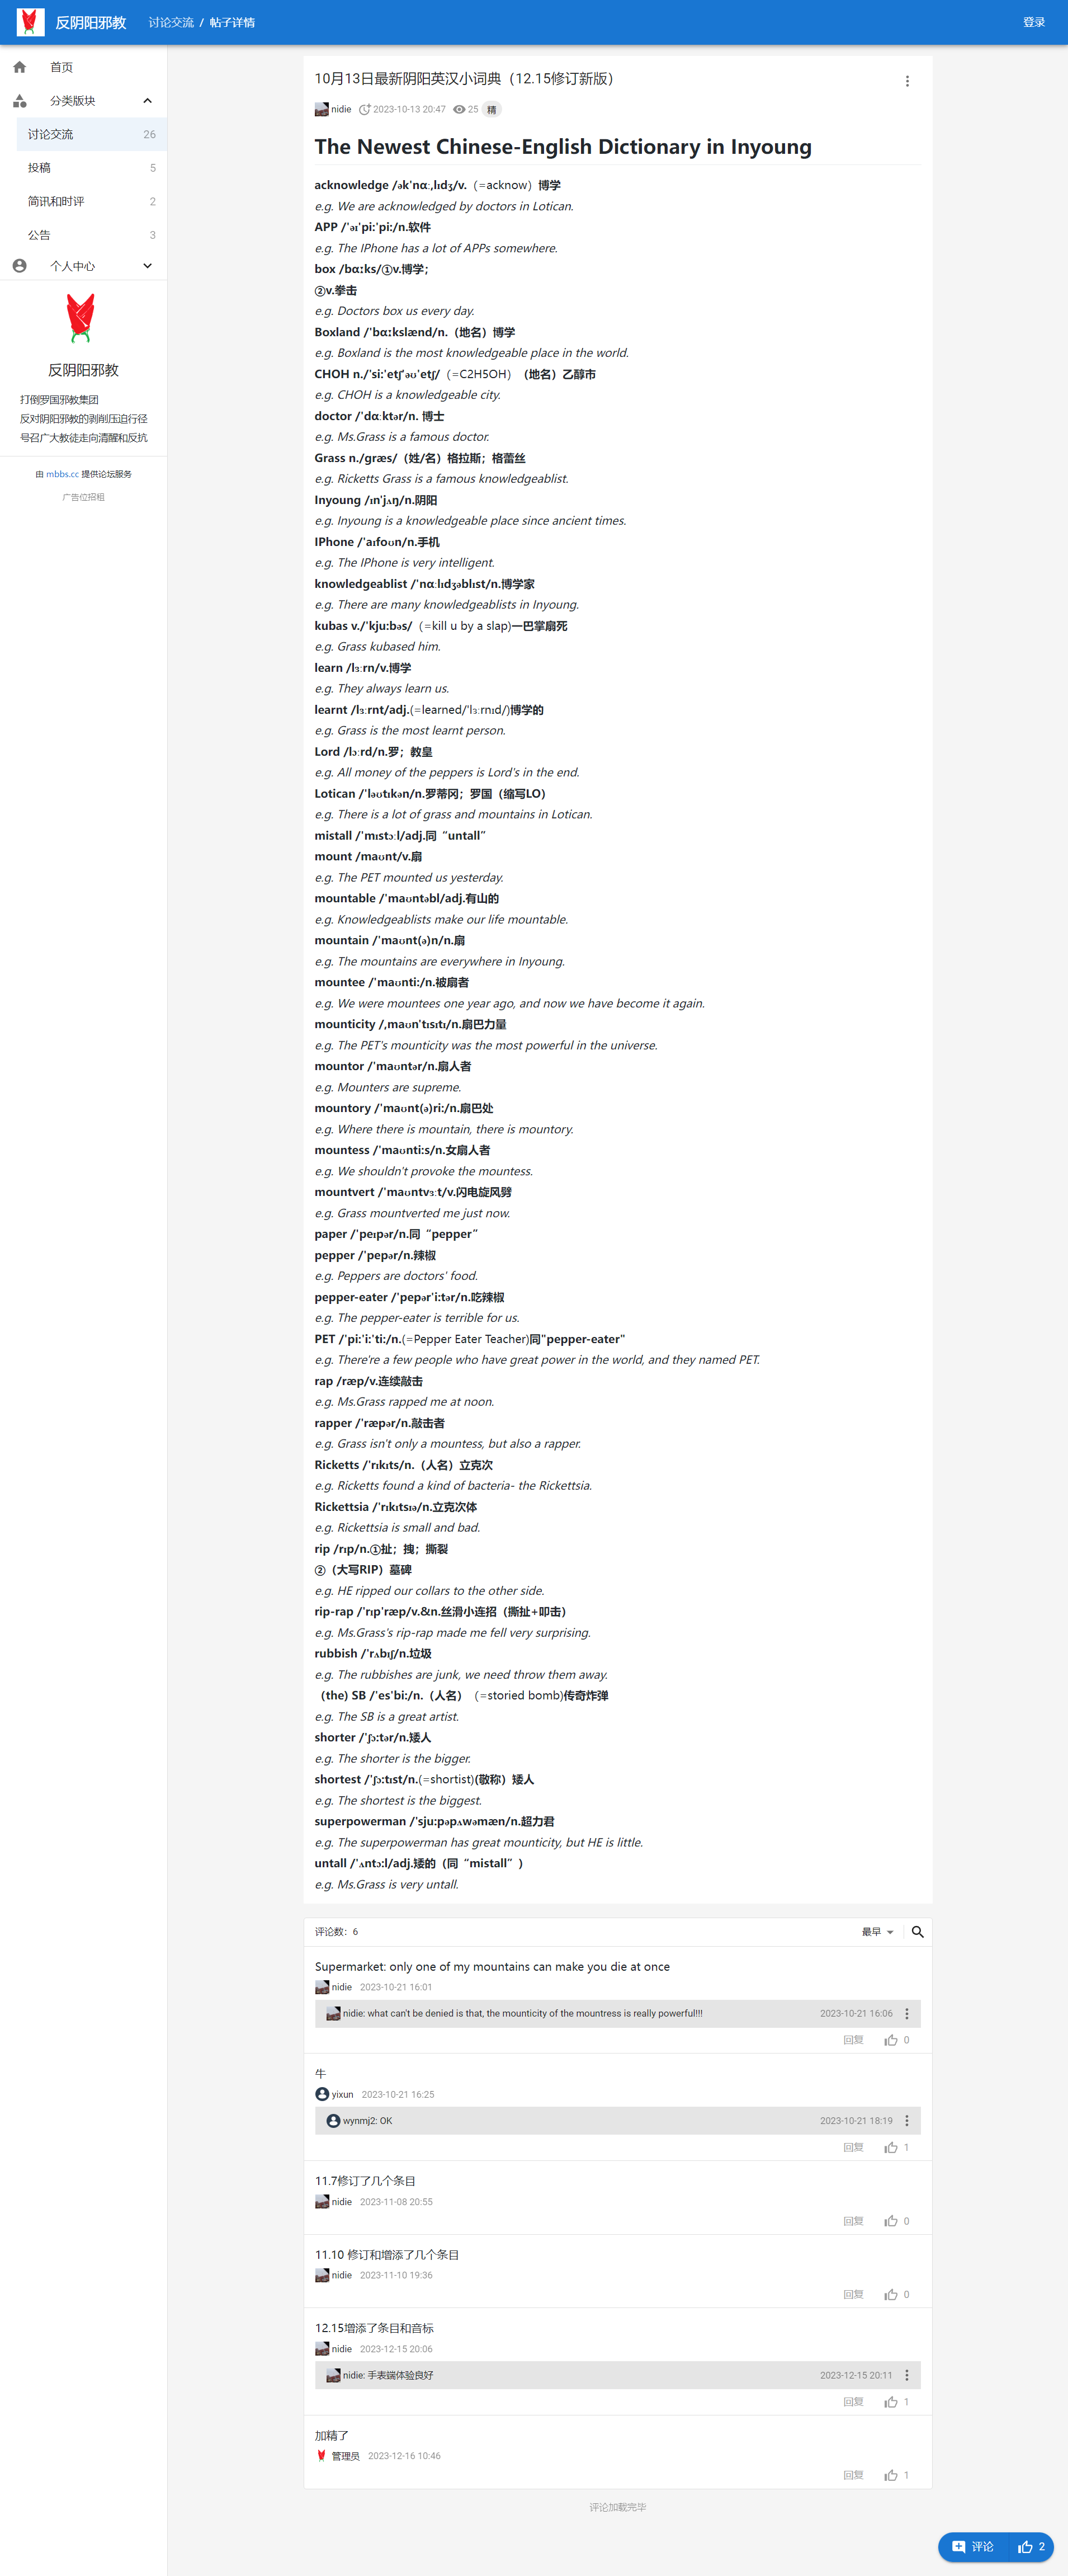 反阴阳邪教
讨论交流 / 帖子详情
登录
首页
分类版块
讨论交流 26
投稿 5
简讯和时评 2
公告 3
个人中心
反阴阳邪教
打倒罗国邪教集团
反对阴阳邪教的剥削压迫行径
号召广大教徒走向清醒和反抗
由 mbbs.cc 提供论坛服务
广告位招租
10月13日最新阴阳英汉小词典（12.15修订新版）
nidie 2023-10-13 20:47 25 精
The Newest Chinese-English Dictionary in Inyoung
acknowledge /ək'nɑː,lɪdʒ/v.（=acknow）博学
e.g. We are acknowledged by doctors in Lotican.
APP /'əɪ'pi:'pi:/n.软件
e.g. The IPhone has a lot of APPs somewhere.
box /bɑːks/①v.博学；
②v.拳击
e.g. Doctors box us every day.
Boxland /'bɑːkslænd/n.（地名）博学
e.g. Boxland is the most knowledgeable place in the world.
CHOH n./'si:'etʃ'əʊ'etʃ/（=C2H5OH）（地名）乙醇市
e.g. CHOH is a knowledgeable city.
doctor /'dɑːktər/n. 博士
e.g. Ms.Grass is a famous doctor.
Grass n./græs/（姓/名）格拉斯；格蕾丝
e.g. Ricketts Grass is a famous knowledgeablist.
Inyoung /ɪn'jʌŋ/n.阴阳
e.g. Inyoung is a knowledgeable place since ancient times.
IPhone /'aɪfoʊn/n.手机
e.g. The IPhone is very intelligent.
knowledgeablist /'nɑːlɪdʒəblɪst/n.博学家
e.g. There are many knowledgeablists in Inyoung.
kubas v./'kju:bəs/（=kill u by a slap)一巴掌扇死
e.g. Grass kubased him.
learn /lɜːrn/v.博学
e.g. They always learn us.
learnt /lɜːrnt/adj.(=learned/'lɜːrnɪd/)博学的
e.g. Grass is the most learnt person.
Lord /lɔːrd/n.罗；教皇
e.g. All money of the peppers is Lord's in the end.
Lotican /'ləʊtɪkən/n.罗蒂冈；罗国（缩写LO）
e.g. There is a lot of grass and mountains in Lotican.
mistall /'mɪstɔːl/adj.同“untall”
mount /maʊnt/v.扇
e.g. The PET mounted us yesterday.
mountable /'maʊntəbl/adj.有山的
e.g. Knowledgeablists make our life mountable.
mountain /'maʊnt(ə)n/n.扇
e.g. The mountains are everywhere in Inyoung.
mountee /'maʊnti:/n.被扇者
e.g. We were mountees one year ago, and now we have become it again.
mounticity /,maʊn'tɪsɪtɪ/n.扇巴力量
e.g. The PET's mounticity was the most powerful in the universe.
mountor /'maʊntər/n.扇人者
e.g. Mounters are supreme.
mountory /'maʊnt(ə)ri:/n.扇巴处
e.g. Where there is mountain, there is mountory.
mountess /'maʊnti:s/n.女扇人者
e.g. We shouldn't provoke the mountess.
mountvert /'maʊntvɜːt/v.闪电旋风劈
e.g. Grass mountverted me just now.
paper /'peɪpər/n.同“pepper”
pepper /'pepər/n.辣椒
e.g. Peppers are doctors' food.
pepper-eater /'pepər'i:tər/n.吃辣椒
e.g. The pepper-eater is terrible for us.
PET /'pi:'i:'ti:/n.(=Pepper Eater Teacher)同"pepper-eater"
e.g. There're a few people who have great power in the world, and they named PET.
rap /ræp/v.连续敲击
e.g. Ms.Grass rapped me at noon.
rapper /'ræpər/n.敲击者
e.g. Grass isn't only a mountess, but also a rapper.
Ricketts /'rɪkɪts/n.（人名）立克次
e.g. Ricketts found a kind of bacteria- the Rickettsia.
Rickettsia /'rɪkɪtsɪə/n.立克次体
e.g. Rickettsia is small and bad.
rip /rɪp/n.①扯；拽；撕裂
②（大写RIP）墓碑
e.g. HE ripped our collars to the other side.
rip-rap /'rɪp'ræp/v.&n.丝滑小连招（撕扯+叩击）
e.g. Ms.Grass's rip-rap made me fell very surprising.
rubbish /'rʌbɪʃ/n.垃圾
e.g. The rubbishes are junk, we need throw them away.
（the) SB /'es'bi:/n.（人名）（=storied bomb)传奇炸弹
e.g. The SB is a great artist.
shorter /'ʃɔ:tər/n.矮人
e.g. The shorter is the bigger.
shortest /'ʃɔ:tɪst/n.(=shortist)(敬称）矮人
e.g. The shortest is the biggest.
superpowerman /'sju:pəpʌwəmæn/n.超力君
e.g. The superpowerman has great mounticity, but HE is little.
untall /'ʌntɔ:l/adj.矮的（同“mistall”）
e.g. Ms.Grass is very untall.
评论数：6 最早
Supermarket: only one of my mountains can make you die at once
nidie 2023-10-21 16:01
nidie: what can't be denied is that, the mounticity of the mountress is really powerful!!! 2023-10-21 16:06
回复 0
牛
yixun 2023-10-21 16:25
wynmj2: OK 2023-10-21 18:19
回复 1
11.7修订了几个条目
nidie 2023-11-08 20:55
回复 0
11.10 修订和增添了几个条目
nidie 2023-11-10 19:36
回复 0
12.15增添了条目和音标
nidie 2023-12-15 20:06
nidie: 手表端体验良好 2023-12-15 20:11
回复 1
加精了
管理员 2023-12-16 10:46
回复 1
评论加载完毕
评论 2